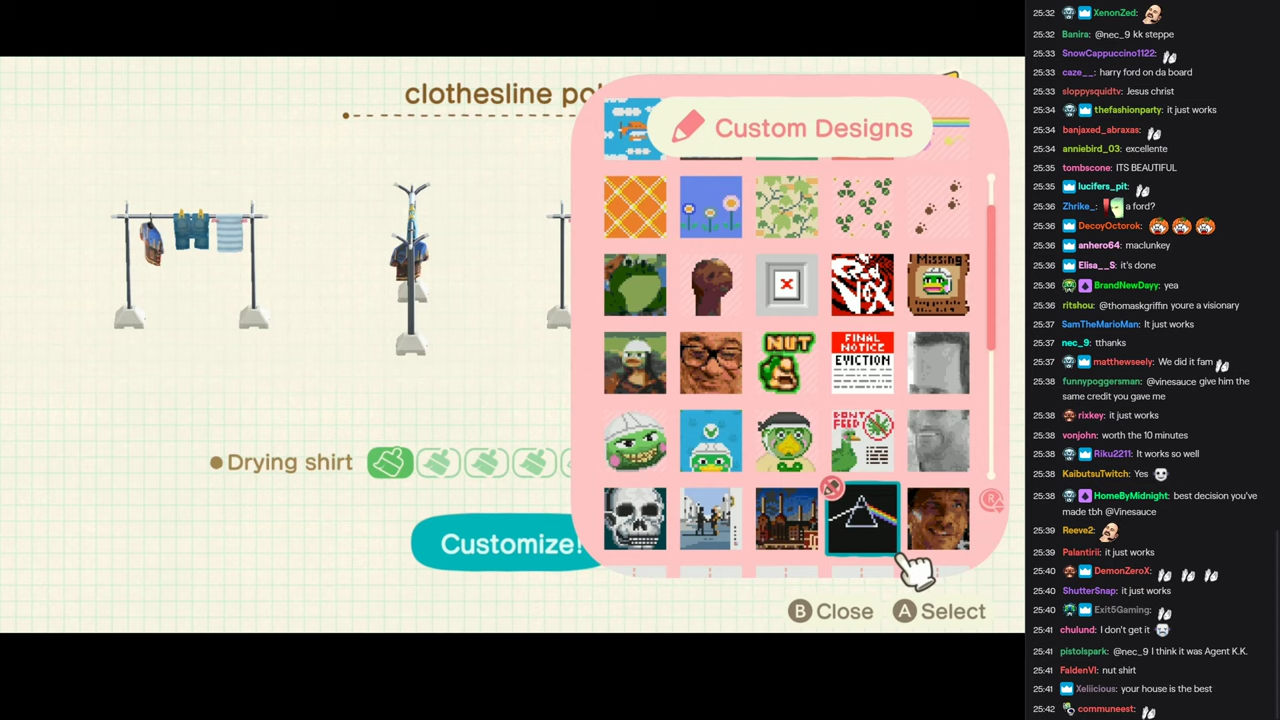 clothesline po
Custom Designs
Missing
NUT
FINAL
NOTICE
EVICTION
DONT
FEED
Drying shirt
R
Customize!
B Close
A Select
25:32 XenonZed:
25:32 Banira: @nec_9 kk steppe
25:33 SnowCappuccino1122:
25:33 caze__: harry ford on da board
25:33 sloppysquidtv: Jesus christ
25:34 thefashionparty: it just works
25:34 banjaxed_abraxas:
25:34 anniebird_03: excellente
25:35 tombscone: ITS BEAUTIFUL
25:35 lucifers_pit:
25:36 Zhrike_: a ford?
25:36 DecoyOctorok:
25:36 anhero64: maclunkey
25:36 Elisa__S: it's done
25:36 BrandNewDayy: yea
25:36 ritshou: @thomaskgriffin youre a visionary
25:37 SamTheMarioMan: It just works
25:37 nec_9: tthanks
25:37 matthewseely: We did it fam
25:38 funnypoggersman: @vinesauce give him the
same credit you gave me
25:38 rixkey: it just works
25:38 vonjohn: worth the 10 minutes
25:38 Riku2211: It works so well
25:38 KaibutsuTwitch: Yes
25:38 HomeByMidnight: best decision you've
made tbh @Vinesauce
25:39 Reeve2:
25:39 Palantirii: it just works
25:40 DemonZeroX:
25:40 ShutterSnap: it just works
25:40 Exit5Gaming:
25:41 chulund: I don't get it
25:41 pistolspark: @nec_9 I think it was Agent K.K.
25:41 FaldenVI: nut shirt
25:41 Xeliicious: your house is the best
25:42 communeest: